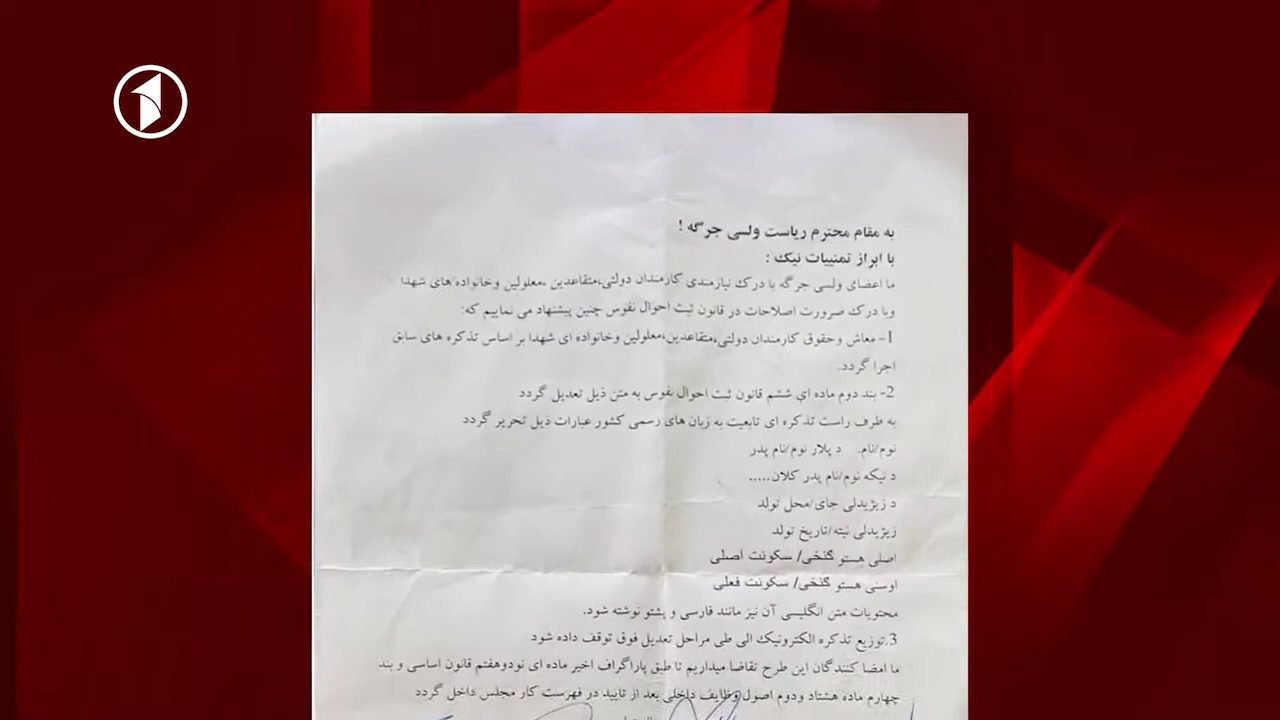 به مقام محترم ریاست ولسی جرگه !
با ابراز تمنییات نیک :
ما اعضای ولسی جرگه با درک نیازمندی کارمندان دولتی،متقاعدین ،معلولین وخانواده های شهدا
وبا درک ضرورت اصلاحات در قانون ثبت احوال نفوس چنین پیشنهاد می نماییم که:
1- معاش وحقوق کارمندان دولتی،متقاعدین،معلولین وخانواده ای شهدا بر اساس تذکره های سابق
اجرا گردد.
2- بند دوم ماده اي ششم قانون ثبت احوال نفوس به متن ذیل تعدیل گردد
به طرف راست تذکره ای تابعیت به زبان های رسمی کشور عبارات ذیل تحریر گردد
نوم/نام. د پلار نوم/نام پدر
د نیکه نوم/نام پدر کلان.....
د زیژیدلی جای/محل تولد
زیژیدلی نیټه/تاریخ تولد
اصلی هستو ګنځی/ سکونت اصلی
اوسنی هستو ګنځی/ سکونت فعلی
محتویات متن انگلیسی آن نیز مانند فارسی و پشتو نوشته شود.
3.توزیع تذکره الکترونیک الی طی مراحل تعدیل فوق توقف داده شود
ما امضا کنندگان این طرح تقاضا میداریم تا طبق پاراگراف اخیر ماده ای نودوهفتم قانون اساسی و بند
چهارم ماده هشتاد ودوم اصول وظایف داخلی بعد از تایید در فهرست کار مجلس داخل گردد